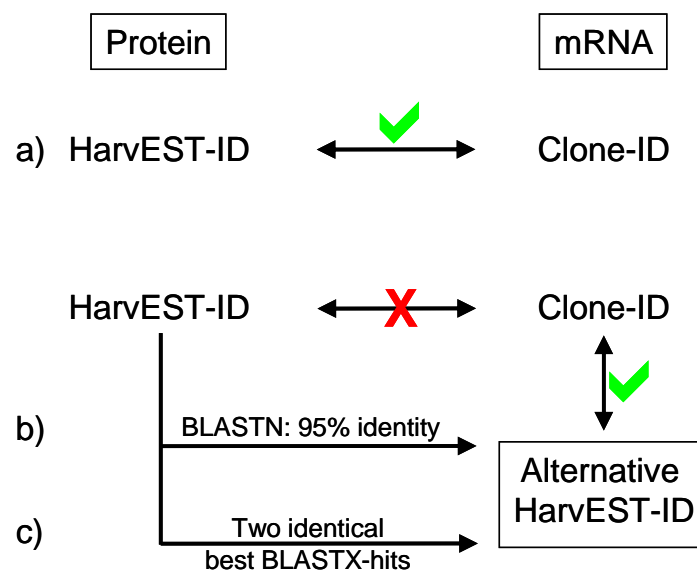 Protein
mRNA
a) HarvEST-ID
Clone-ID
HarvEST-ID
X
Clone-ID
b)
BLASTN: 95% identity
Alternative
HarvEST-ID
c)
Two identical
best BLASTX-hits